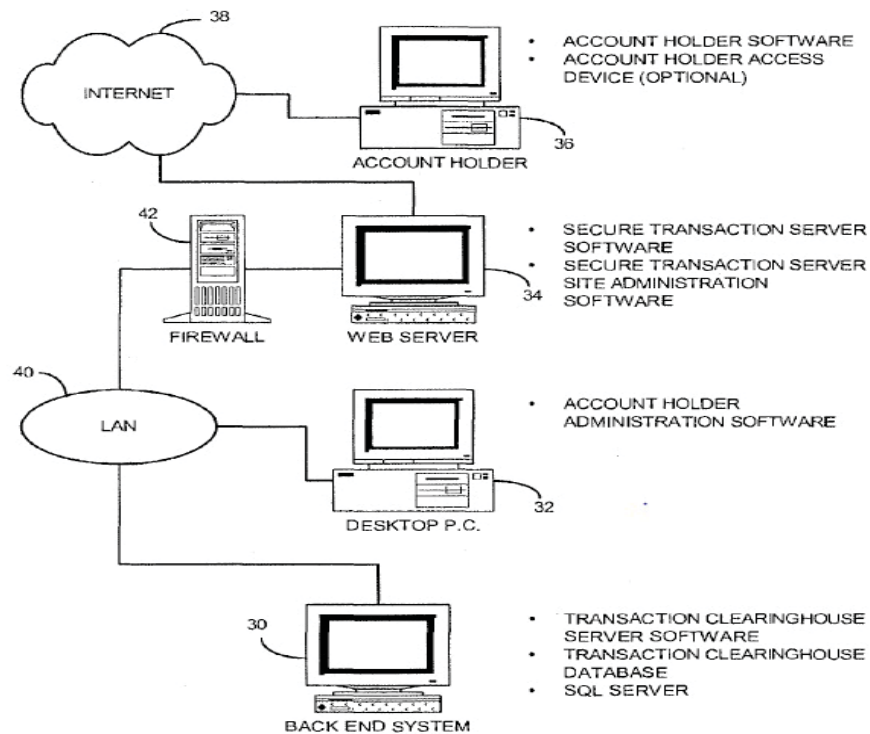 38
INTERNET
• ACCOUNT HOLDER SOFTWARE
• ACCOUNT HOLDER ACCESS
DEVICE (OPTIONAL)
36
ACCOUNT HOLDER
42
• SECURE TRANSACTION SERVER
SOFTWARE
• SECURE TRANSACTION SERVER
SITE ADMINISTRATION
SOFTWARE
34
FIREWALL
WEB SERVER
40
LAN
• ACCOUNT HOLDER
ADMINISTRATION SOFTWARE
32
DESKTOP P.C.
30
• TRANSACTION CLEARINGHOUSE
SERVER SOFTWARE
• TRANSACTION CLEARINGHOUSE
DATABASE
• SQL SERVER
BACK END SYSTEM